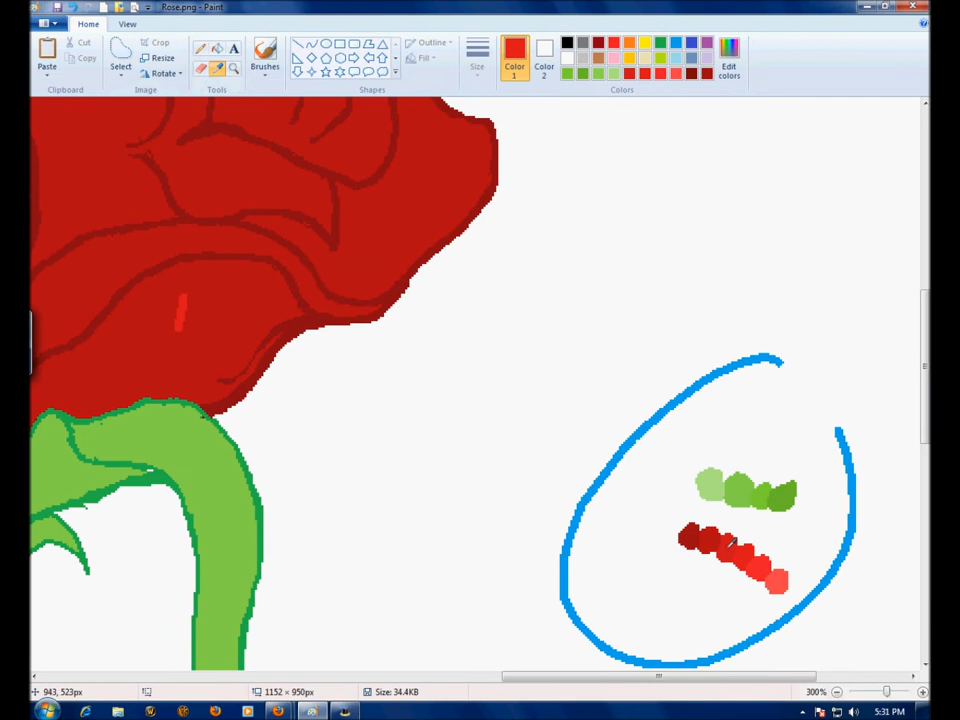 Rose.png - Paint
Home View
Paste
Cut
Copy
Clipboard
Select
Crop
Resize
Rotate
Image
A
Tools
Brushes
Outline
Fill
Shapes
Size
Color
1
Color
2
Edit
colors
Colors
943, 523px
1152 × 950px
Size: 34.4KB
300%
5:31 PM